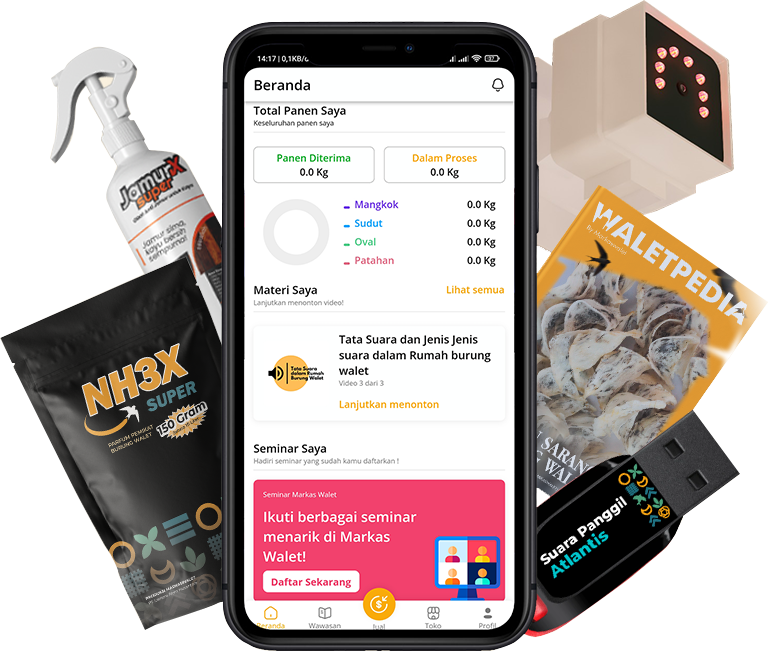 14:17 | 0,1KB/d
37
Beranda
Total Panen Saya
Keseluruhan panen saya
Panen Diterima
0.0 Kg
Dalam Proses
0.0 Kg
Mangkok 0.0 Kg
Sudut 0.0 Kg
Oval 0.0 Kg
Patahan 0.0 Kg
Materi Saya
Lihat semua
Lanjutkan menonton video!
Tata Suara
dalam Rumah
Burung Walet
Tata Suara dan Jenis Jenis
suara dalam Rumah burung
walet
Video 3 dari 3
Lanjutkan menonton
Seminar Saya
Hadiri seminar yang sudah kamu daftarkan !
Seminar Markas Walet
Ikuti berbagai seminar
menarik di Markas
Walet!
Daftar Sekarang
Beranda
Wawasan
Jual
Toko
Profil
JamurX
super
Jamur sirna,
kayu bersih
sempurna!
NH3X
SUPER
150 Gram
PARFUM PEMIKAT
BURUNG WALET
WALETPEDIA
SARAN
WAL
Suara Panggil
Atlantis